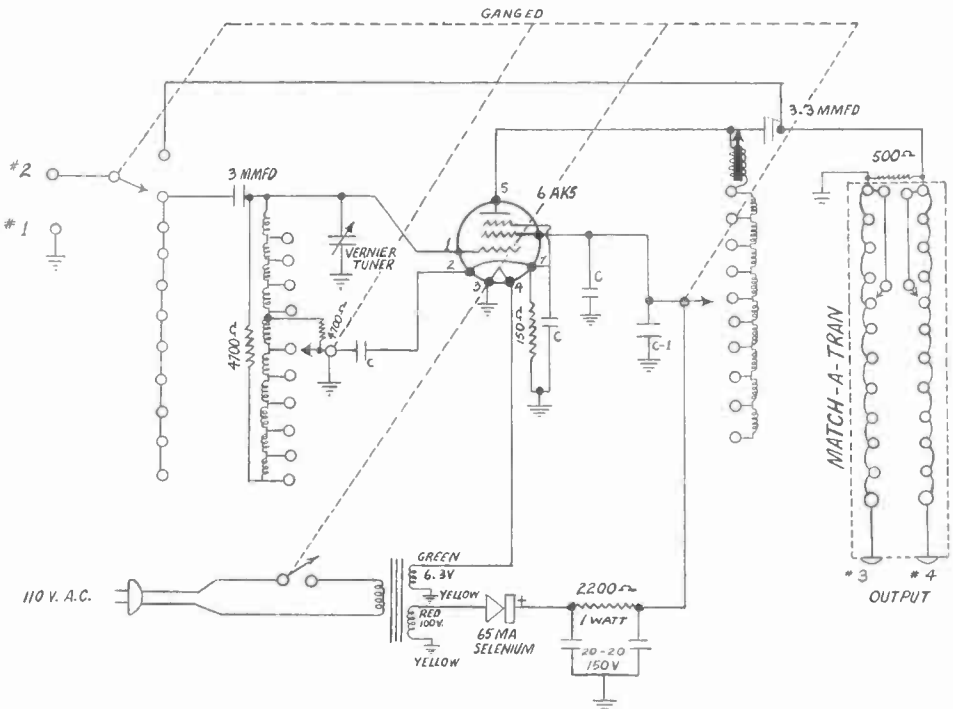 GANGED
3.3 MMFD
#2
3 MMFD
5
6 AK5
500Ω
#1
VERNIER
TUNER
1
2
3
4
7
C
4700Ω
4700Ω
C
150Ω
C
C-1
MATCH-A-TRAN
GREEN
6.3V
YELLOW
110 V. A.C.
RED
100V.
YELLOW
+
65 MA
SELENIUM
2200Ω
1 WATT
20-20
150V
#3
#4
OUTPUT